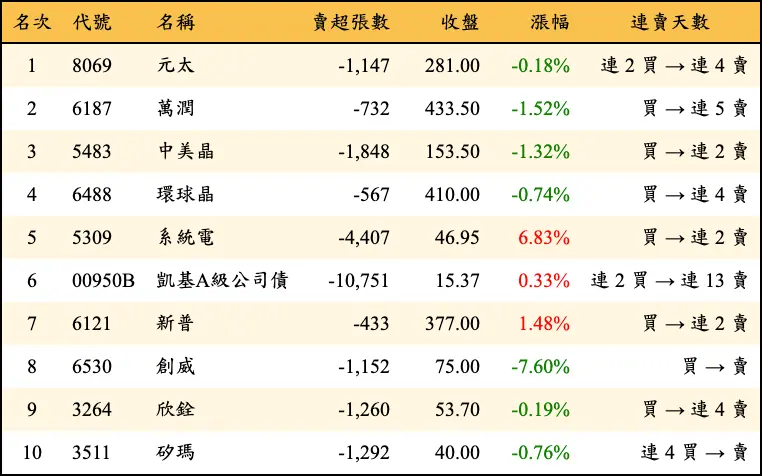 名次 代號 名稱 賣超張數 收盤 漲幅 連賣天數
1 8069 元太 -1,147 281.00 -0.18% 連 2 買 → 連 4 賣
2 6187 萬潤 -732 433.50 -1.52% 買 → 連 5 賣
3 5483 中美晶 -1,848 153.50 -1.32% 買 → 連 2 賣
4 6488 環球晶 -567 410.00 -0.74% 買 → 連 4 賣
5 5309 系統電 -4,407 46.95 6.83% 買 → 連 2 賣
6 00950B 凱基A級公司債 -10,751 15.37 0.33% 連 2 買 → 連 13 賣
7 6121 新普 -433 377.00 1.48% 買 → 連 2 賣
8 6530 創威 -1,152 75.00 -7.60% 買 → 賣
9 3264 欣銓 -1,260 53.70 -0.19% 買 → 連 4 賣
10 3511 矽瑪 -1,292 40.00 -0.76% 連 4 買 → 賣